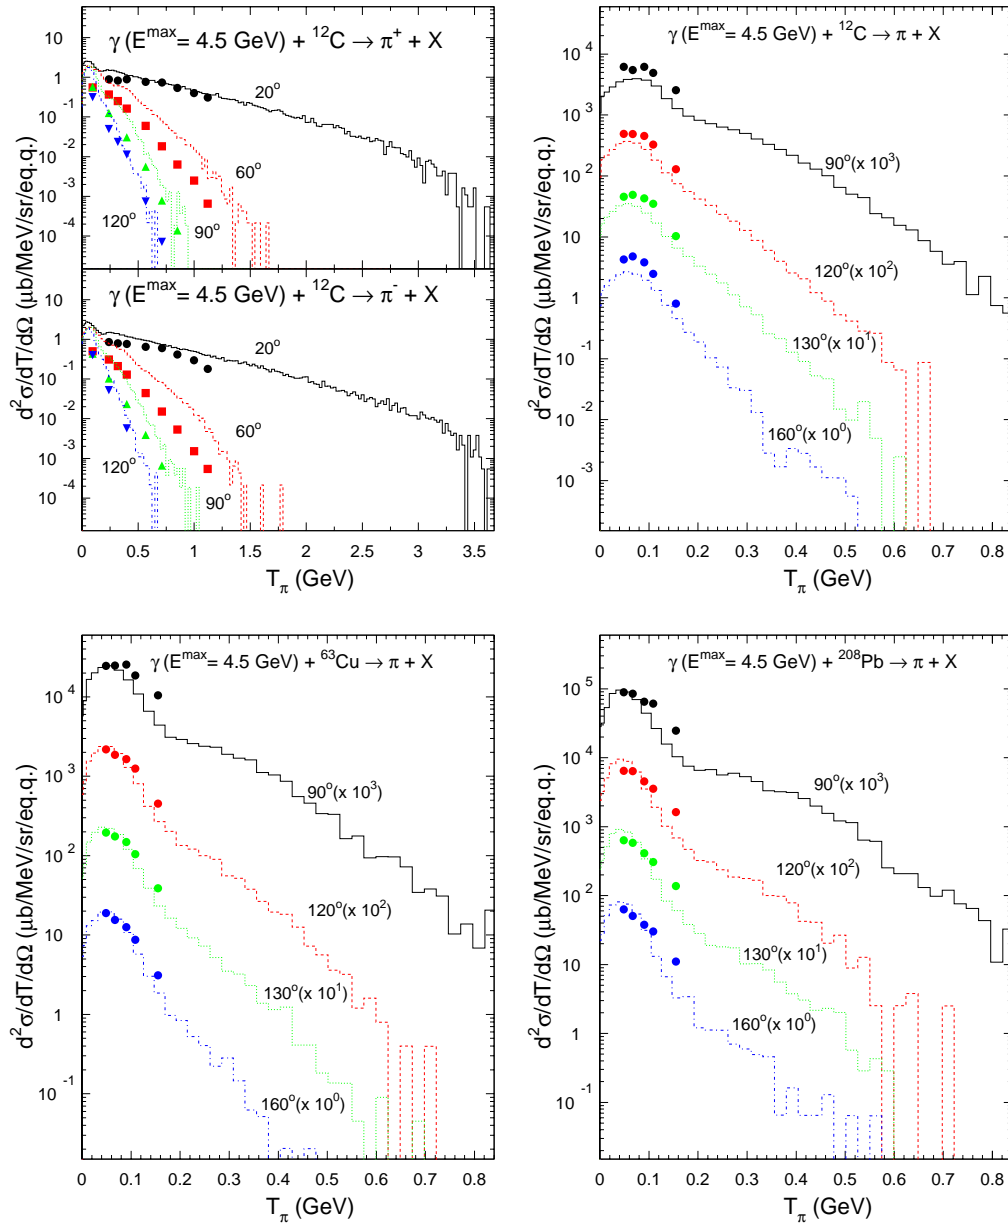 γ (E^max= 4.5 GeV) + ¹²C → π⁺ + X
10
1
10⁻¹
10⁻²
10⁻³
10⁻⁴
20°
60°
90°
120°
γ (E^max= 4.5 GeV) + ¹²C → π⁻ + X
10
1
10⁻¹
10⁻²
10⁻³
10⁻⁴
20°
60°
90°
120°
0 0.5 1 1.5 2 2.5 3 3.5
T_π (GeV)
d²σ/dT/dΩ (μb/MeV/sr/eq.q.)
γ (E^max= 4.5 GeV) + ¹²C → π + X
10⁴
10³
10²
10
1
10⁻¹
10⁻²
10⁻³
90°(x 10³)
120°(x 10²)
130°(x 10¹)
160°(x 10⁰)
0 0.1 0.2 0.3 0.4 0.5 0.6 0.7 0.8
T_π (GeV)
d²σ/dT/dΩ (μb/MeV/sr/eq.q.)
γ (E^max= 4.5 GeV) + ⁶³Cu → π + X
10⁴
10³
10²
10
1
10⁻¹
90°(x 10³)
120°(x 10²)
130°(x 10¹)
160°(x 10⁰)
0 0.1 0.2 0.3 0.4 0.5 0.6 0.7 0.8
T_π (GeV)
d²σ/dT/dΩ (μb/MeV/sr/eq.q.)
γ (E^max= 4.5 GeV) + ²⁰⁸Pb → π + X
10⁵
10⁴
10³
10²
10
1
10⁻¹
90°(x 10³)
120°(x 10²)
130°(x 10¹)
160°(x 10⁰)
0 0.1 0.2 0.3 0.4 0.5 0.6 0.7 0.8
T_π (GeV)
d²σ/dT/dΩ (μb/MeV/sr/eq.q.)